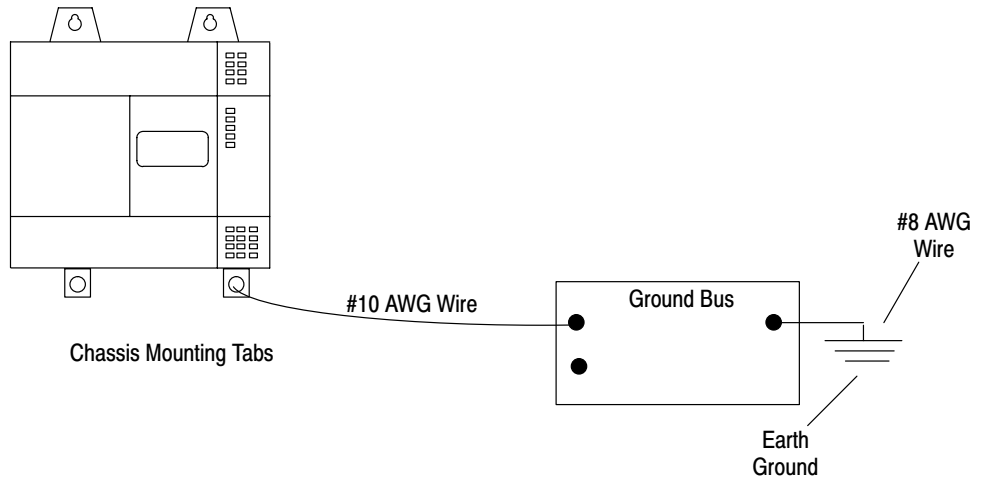 #8 AWG
Wire
#10 AWG Wire
Ground Bus
Chassis Mounting Tabs
Earth
Ground